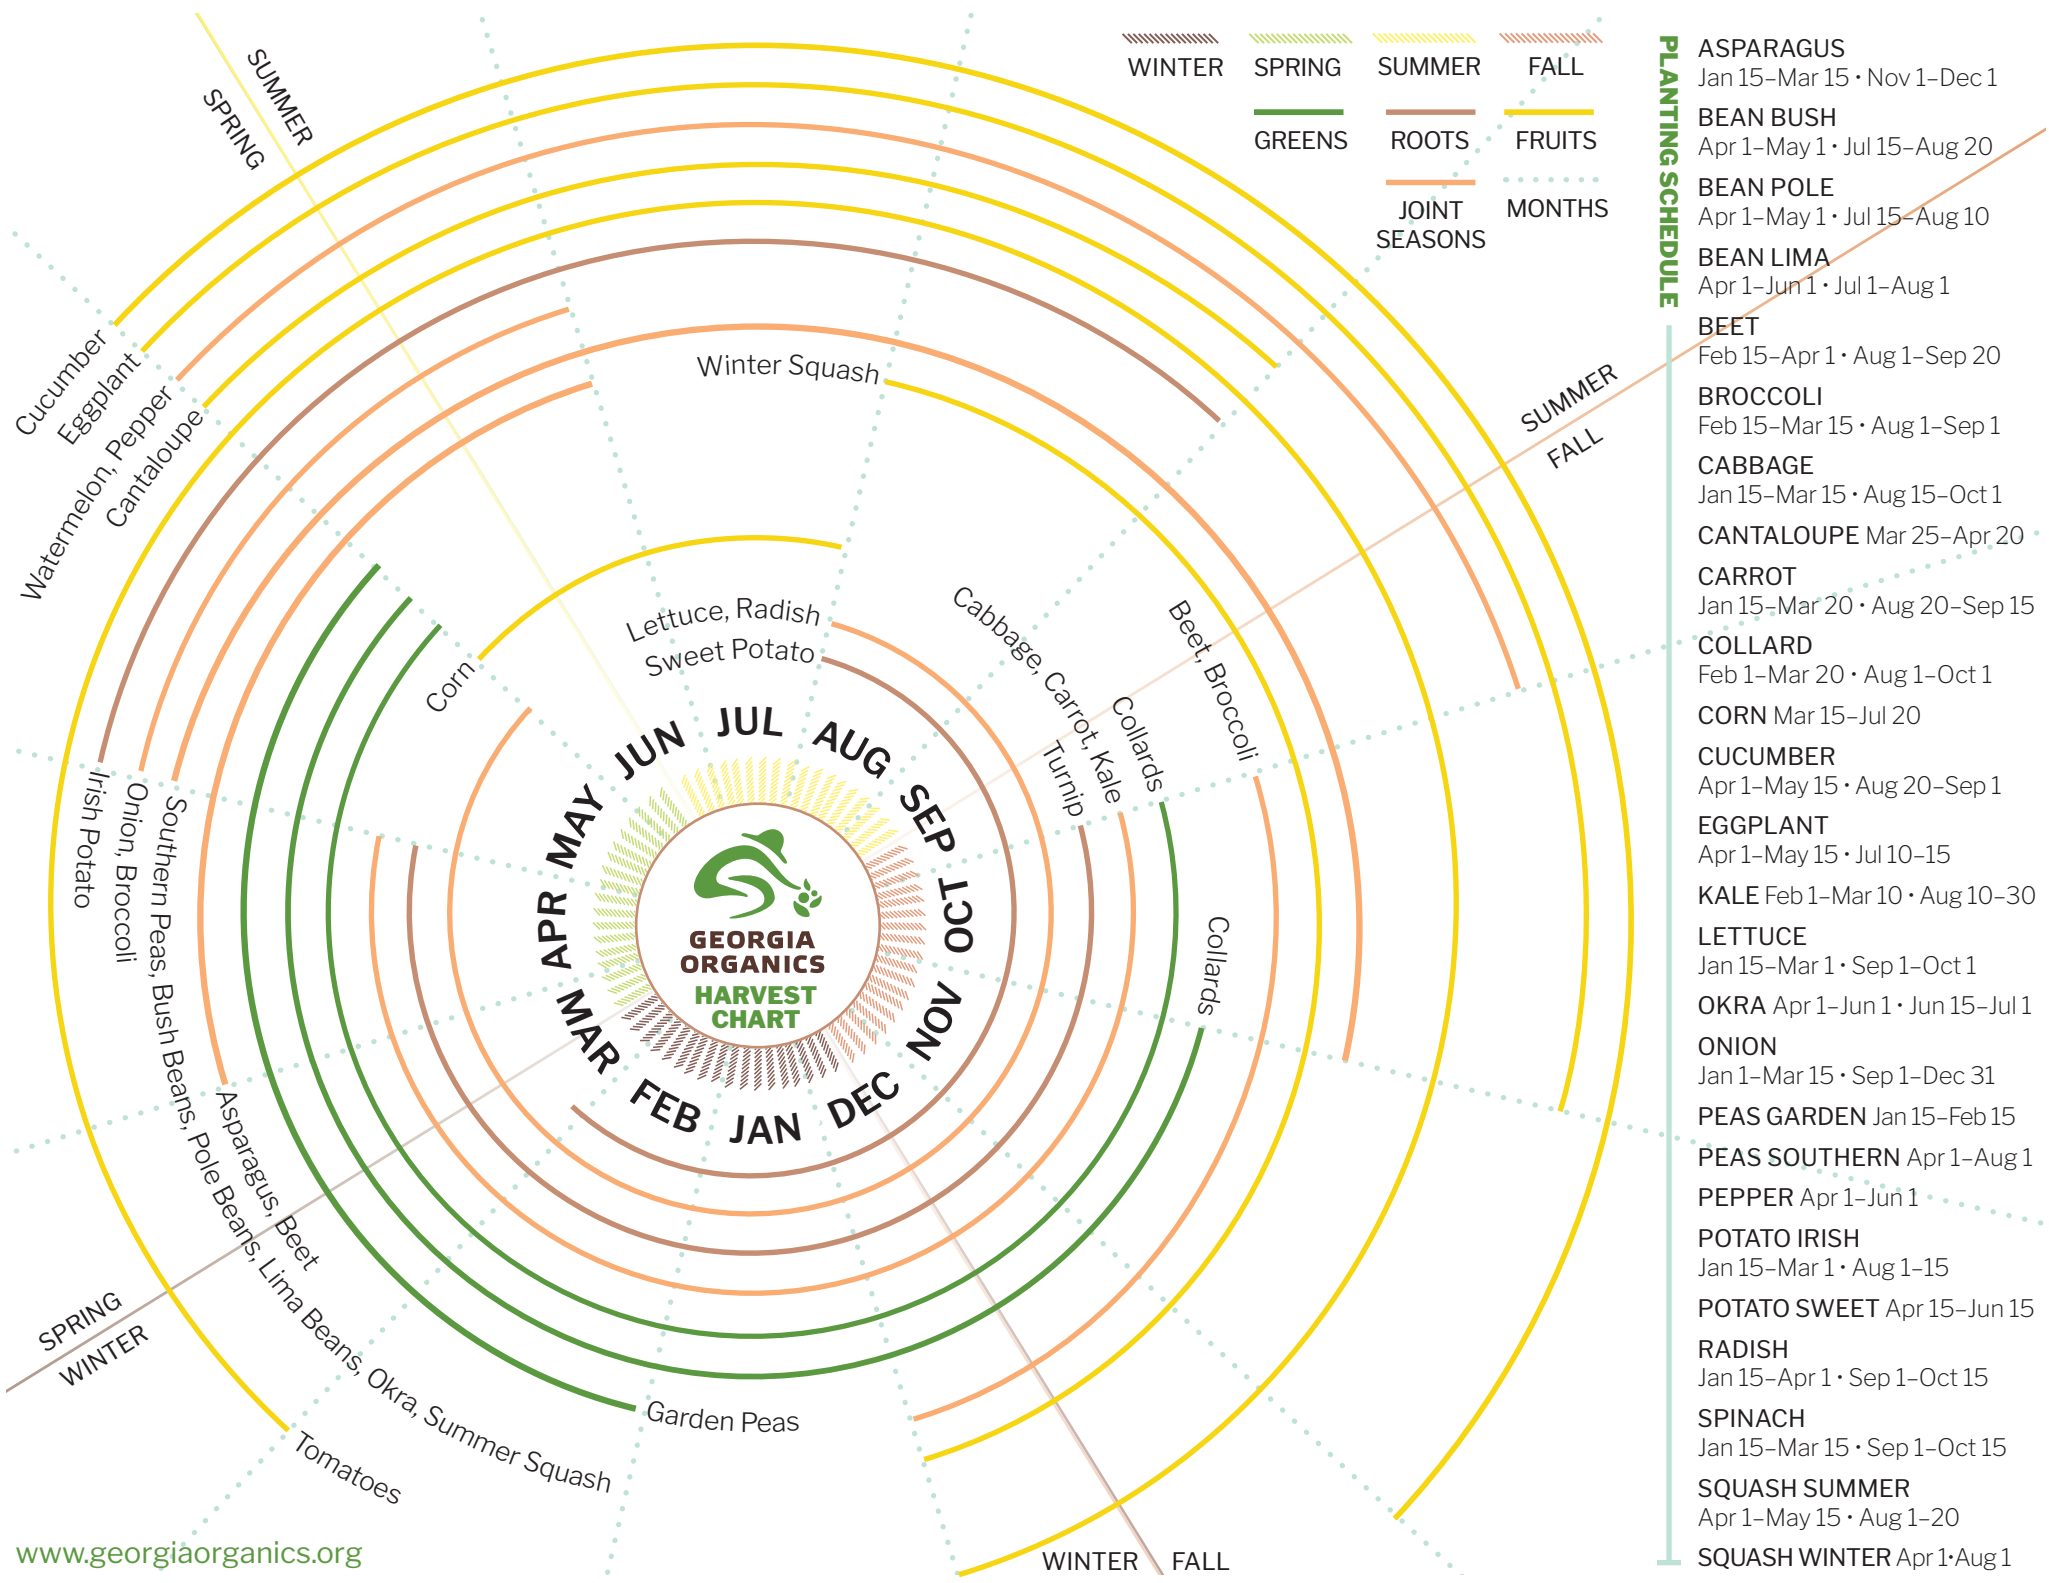 SUMMER
SPRING
WINTER
SPRING
SUMMER
FALL
GREENS
ROOTS
FRUITS
JOINT
SEASONS
MONTHS
Cucumber
Eggplant
Watermelon, Pepper
Cantaloupe
Winter Squash
SUMMER
FALL
Corn
Lettuce, Radish
Sweet Potato
Cabbage, Carrot, Kale
Turnip
Collards
Beet, Broccoli
Collards
Irish Potato
Onion, Broccoli
Southern Peas, Bush Beans, Pole Beans, Lima Beans, Okra, Summer Squash
Asparagus, Beet
Garden Peas
Tomatoes
JAN
FEB
MAR
APR
MAY
JUN
JUL
AUG
SEP
OCT
NOV
DEC
GEORGIA
ORGANICS
HARVEST
CHART
SPRING
WINTER
WINTER
FALL
www.georgiaorganics.org
PLANTING SCHEDULE
ASPARAGUS
Jan 15–Mar 15 • Nov 1–Dec 1
BEAN BUSH
Apr 1–May 1 • Jul 15–Aug 20
BEAN POLE
Apr 1–May 1 • Jul 15–Aug 10
BEAN LIMA
Apr 1–Jun 1 • Jul 1–Aug 1
BEET
Feb 15–Apr 1 • Aug 1–Sep 20
BROCCOLI
Feb 15–Mar 15 • Aug 1–Sep 1
CABBAGE
Jan 15–Mar 15 • Aug 15–Oct 1
CANTALOUPE Mar 25–Apr 20
CARROT
Jan 15–Mar 20 • Aug 20–Sep 15
COLLARD
Feb 1–Mar 20 • Aug 1–Oct 1
CORN Mar 15–Jul 20
CUCUMBER
Apr 1–May 15 • Aug 20–Sep 1
EGGPLANT
Apr 1–May 15 • Jul 10–15
KALE Feb 1–Mar 10 • Aug 10–30
LETTUCE
Jan 15–Mar 1 • Sep 1–Oct 1
OKRA Apr 1–Jun 1 • Jun 15–Jul 1
ONION
Jan 1–Mar 15 • Sep 1–Dec 31
PEAS GARDEN Jan 15–Feb 15
PEAS SOUTHERN Apr 1–Aug 1
PEPPER Apr 1–Jun 1
POTATO IRISH
Jan 15–Mar 1 • Aug 1–15
POTATO SWEET Apr 15–Jun 15
RADISH
Jan 15–Apr 1 • Sep 1–Oct 15
SPINACH
Jan 15–Mar 15 • Sep 1–Oct 15
SQUASH SUMMER
Apr 1–May 15 • Aug 1–20
SQUASH WINTER Apr 1•Aug 1